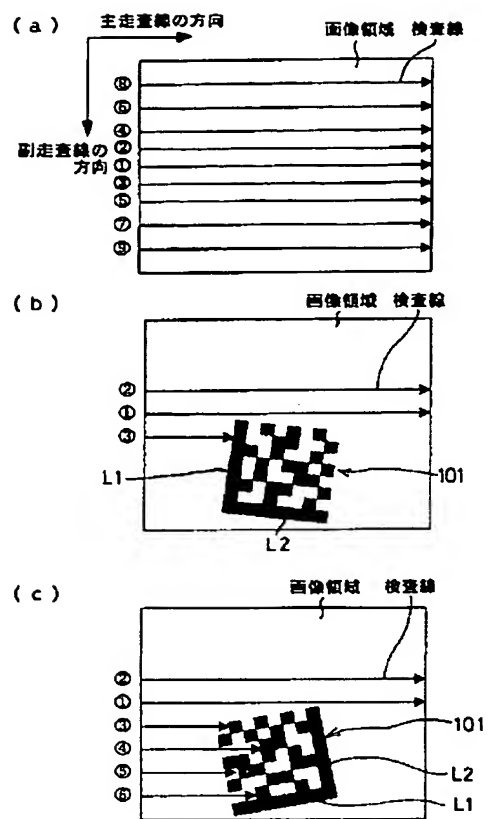 (a)
主走査線の方向
画像領域 検査線
副走査線の
方向
⑧
⑥
④
②
①
③
⑤
⑦
⑨
(b)
画像領域 検査線
②
①
③
L1
101
L2
(c)
画像領域 検査線
②
①
③
④
⑤
⑥
101
L2
L1